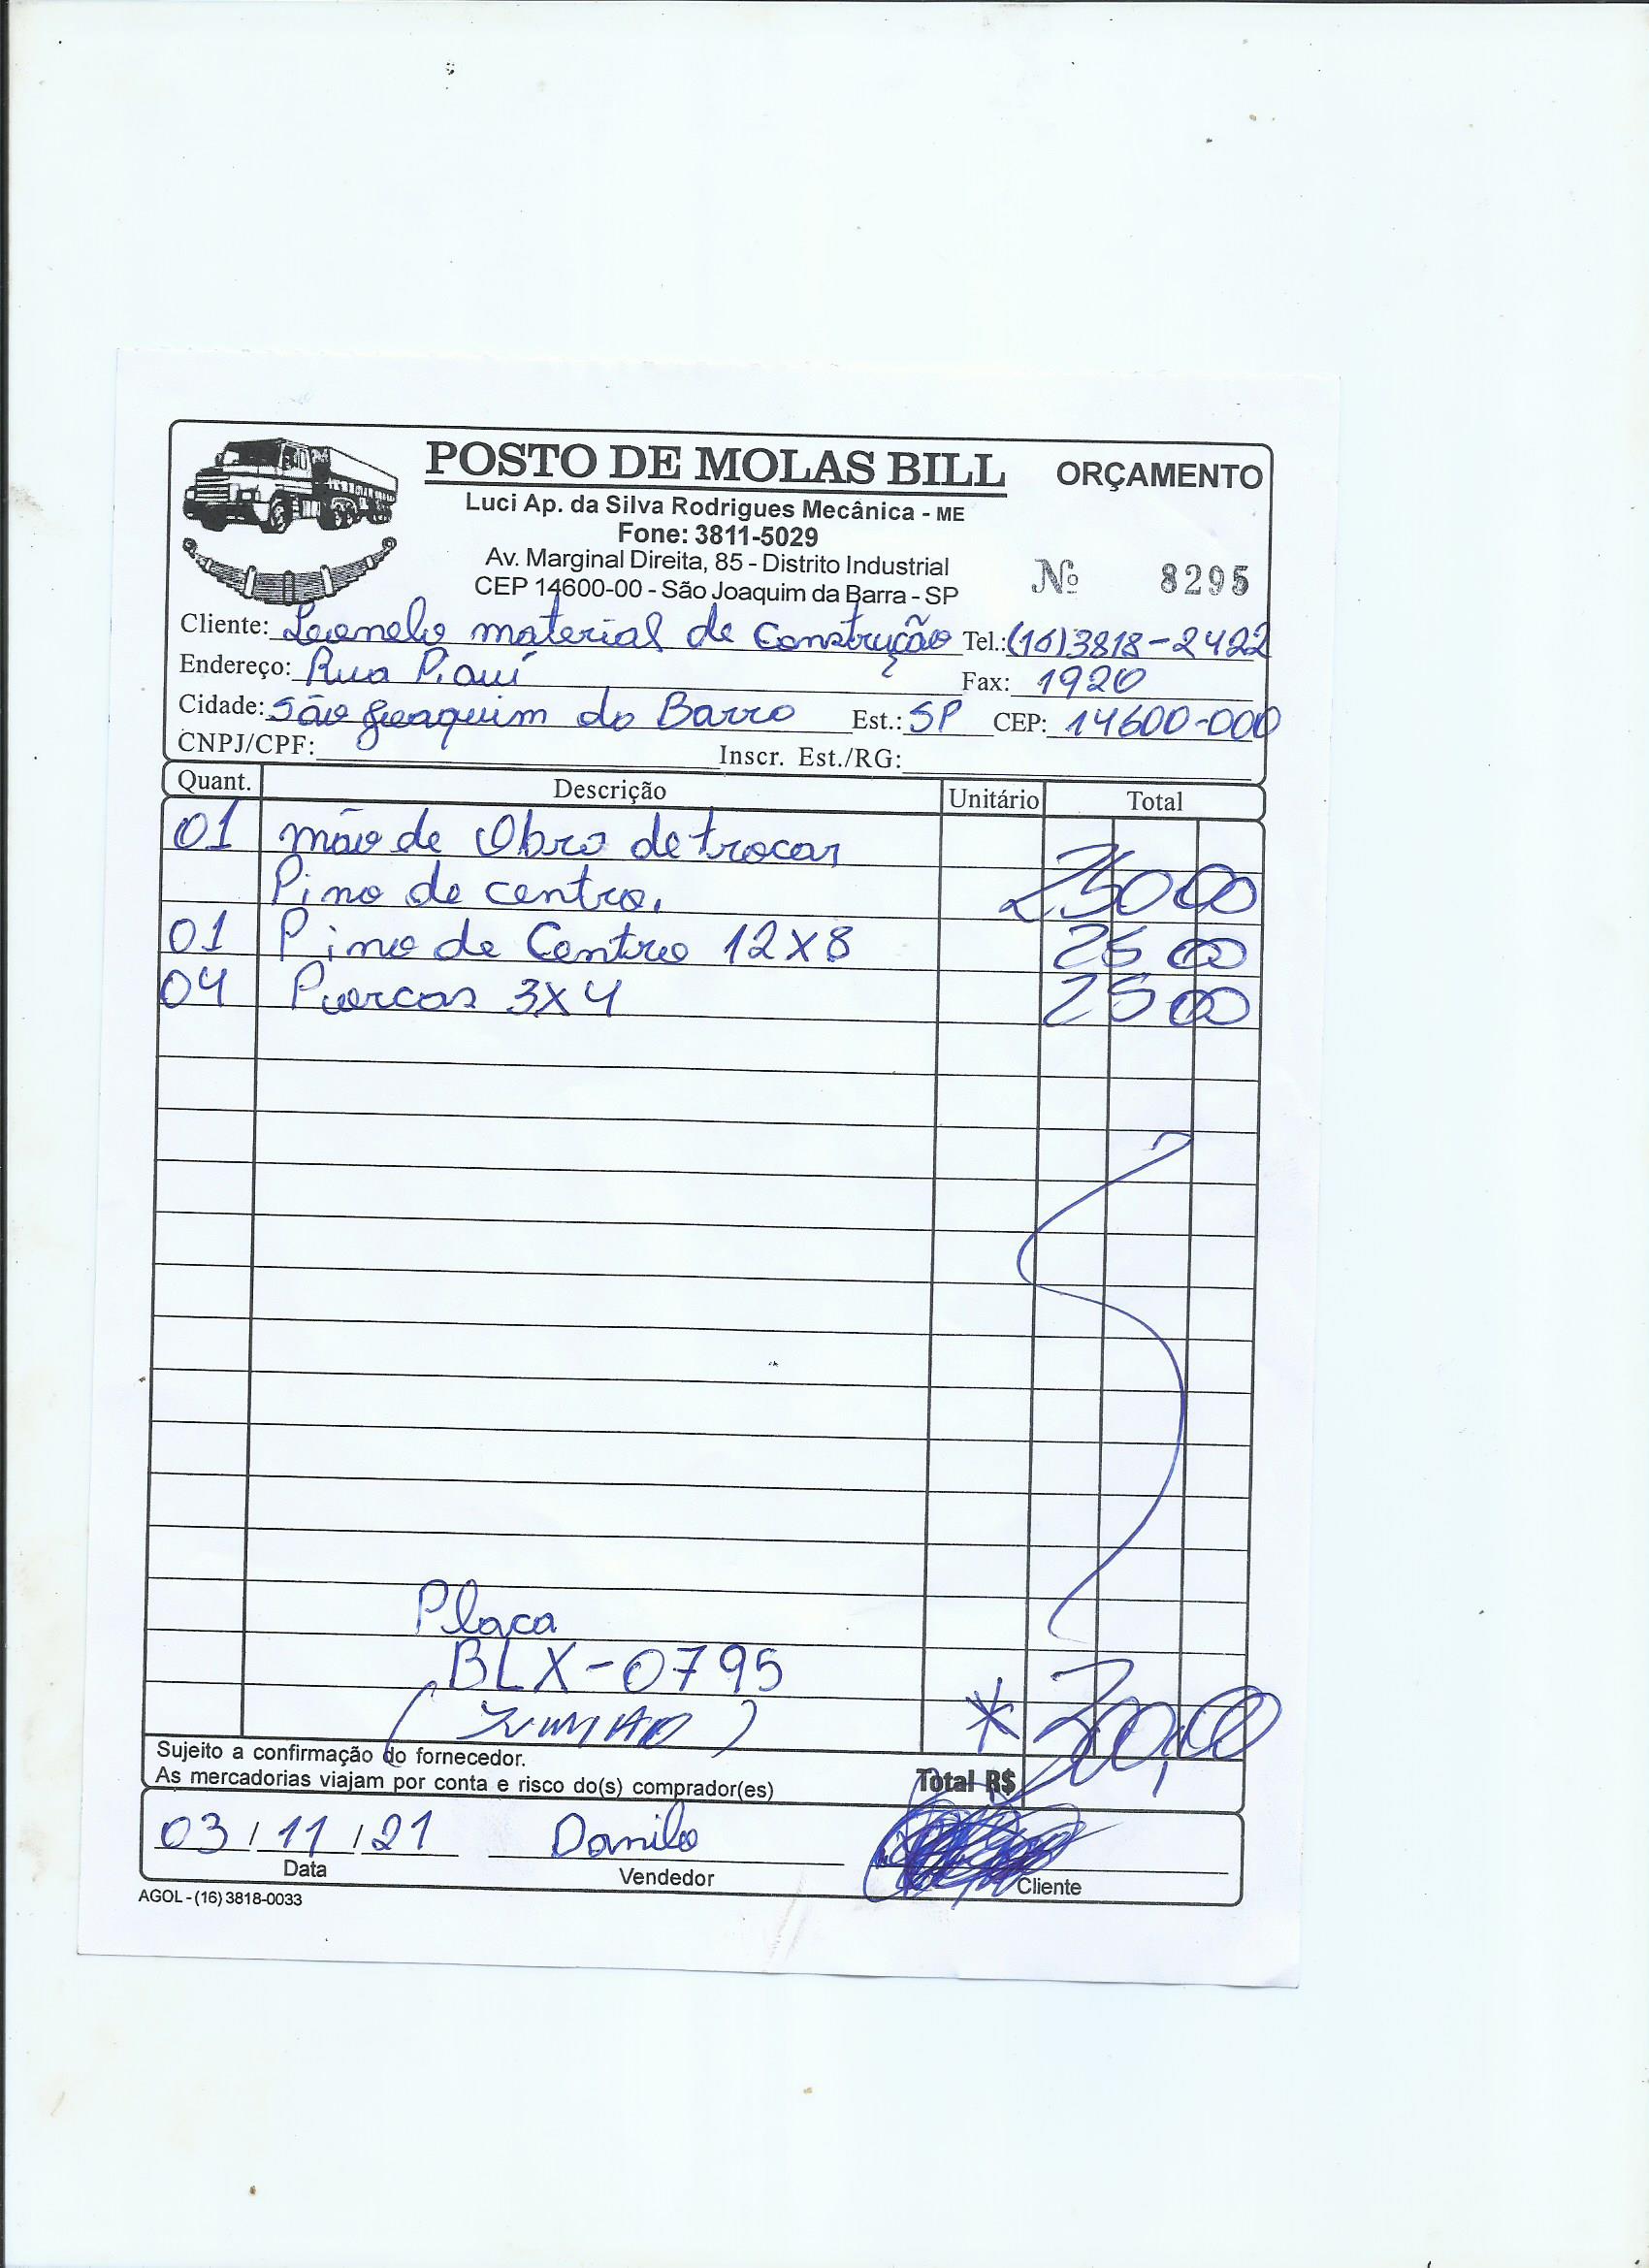 POSTO DE MOLAS BILL ORÇAMENTO
Luci Ap. da Silva Rodrigues Mecânica - ME
Fone: 3811-5029
Av. Marginal Direita, 85 - Distrito Industrial
CEP 14600-00 - São Joaquim da Barra - SP
Nº 8295
Cliente: material de Construção Tel.: (16) 3818-2422
Endereço: Rua Piauí Fax: 1920
Cidade: São Joaquim da Barra Est.: SP CEP: 14600-000
CNPJ/CPF: Inscr. Est./RG:
Quant. Descrição Unitário Total
01 mão de Obra de trocar
Pino de centro. 250 00
01 Pino de Centro 12X8 25 00
04 Puercas 3X4 25 00
Placa
BLX-0795
300,00
Sujeito a confirmação do fornecedor.
As mercadorias viajam por conta e risco do(s) comprador(es) Total R$
03 / 11 / 21 Danilo
Data Vendedor Cliente
AGOL - (16) 3818-0033